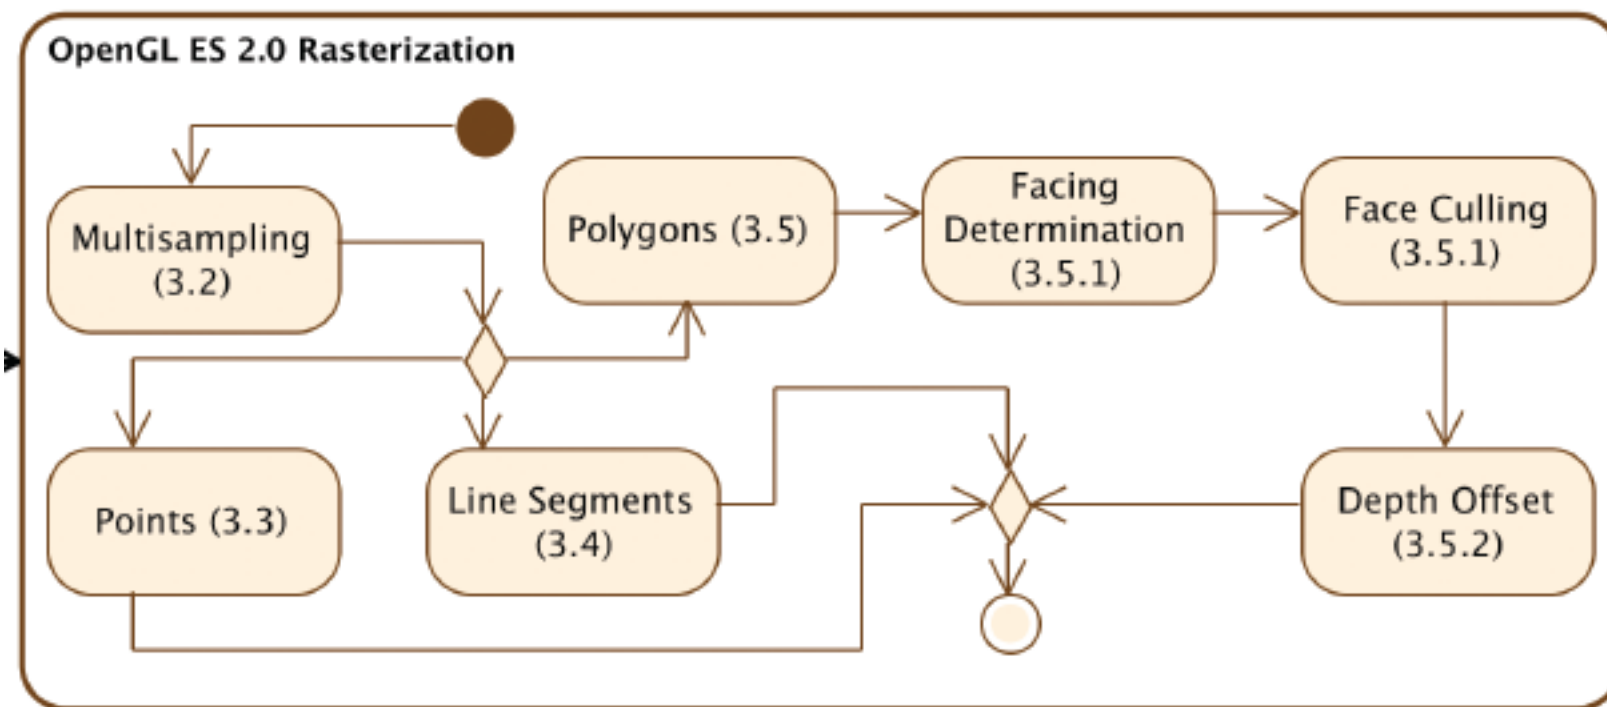 OpenGL ES 2.0 Rasterization
Multisampling
(3.2)
Polygons (3.5)
Facing
Determination
(3.5.1)
Face Culling
(3.5.1)
Points (3.3)
Line Segments
(3.4)
Depth Offset
(3.5.2)